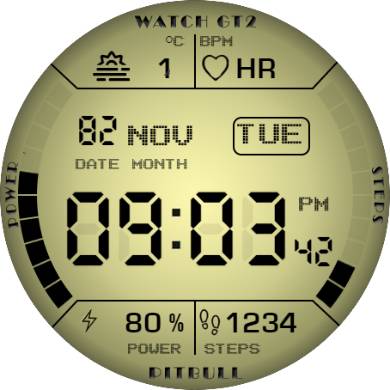 WATCH GT2
°C BPM
1 HR
82 NOV TUE
DATE MONTH
POWER
STEPS
09:03 PM 42
80 % 1234
POWER STEPS
PITBULL